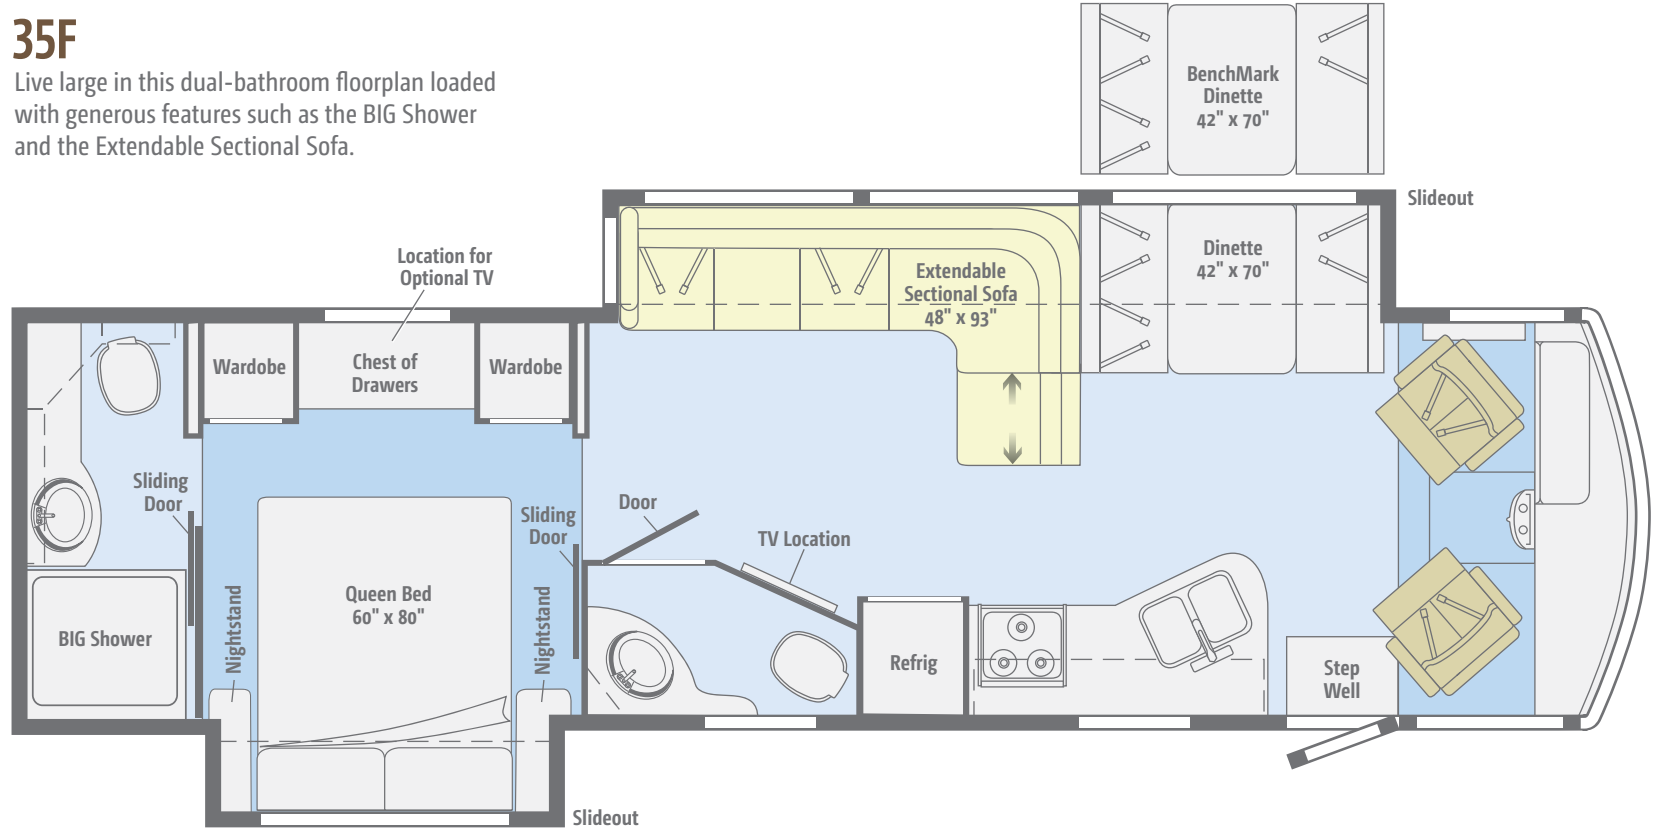 35F
Live large in this dual-bathroom floorplan loaded
with generous features such as the BIG Shower
and the Extendable Sectional Sofa.
BenchMark
Dinette
42" x 70"
Slideout
Location for
Optional TV
Extendable
Sectional Sofa
48" x 93"
Dinette
42" x 70"
Wardobe
Chest of
Drawers
Wardobe
Sliding
Door
Sliding
Door
Door
TV Location
Queen Bed
60" x 80"
Nightstand
Nightstand
BIG Shower
Refrig
Step
Well
Slideout